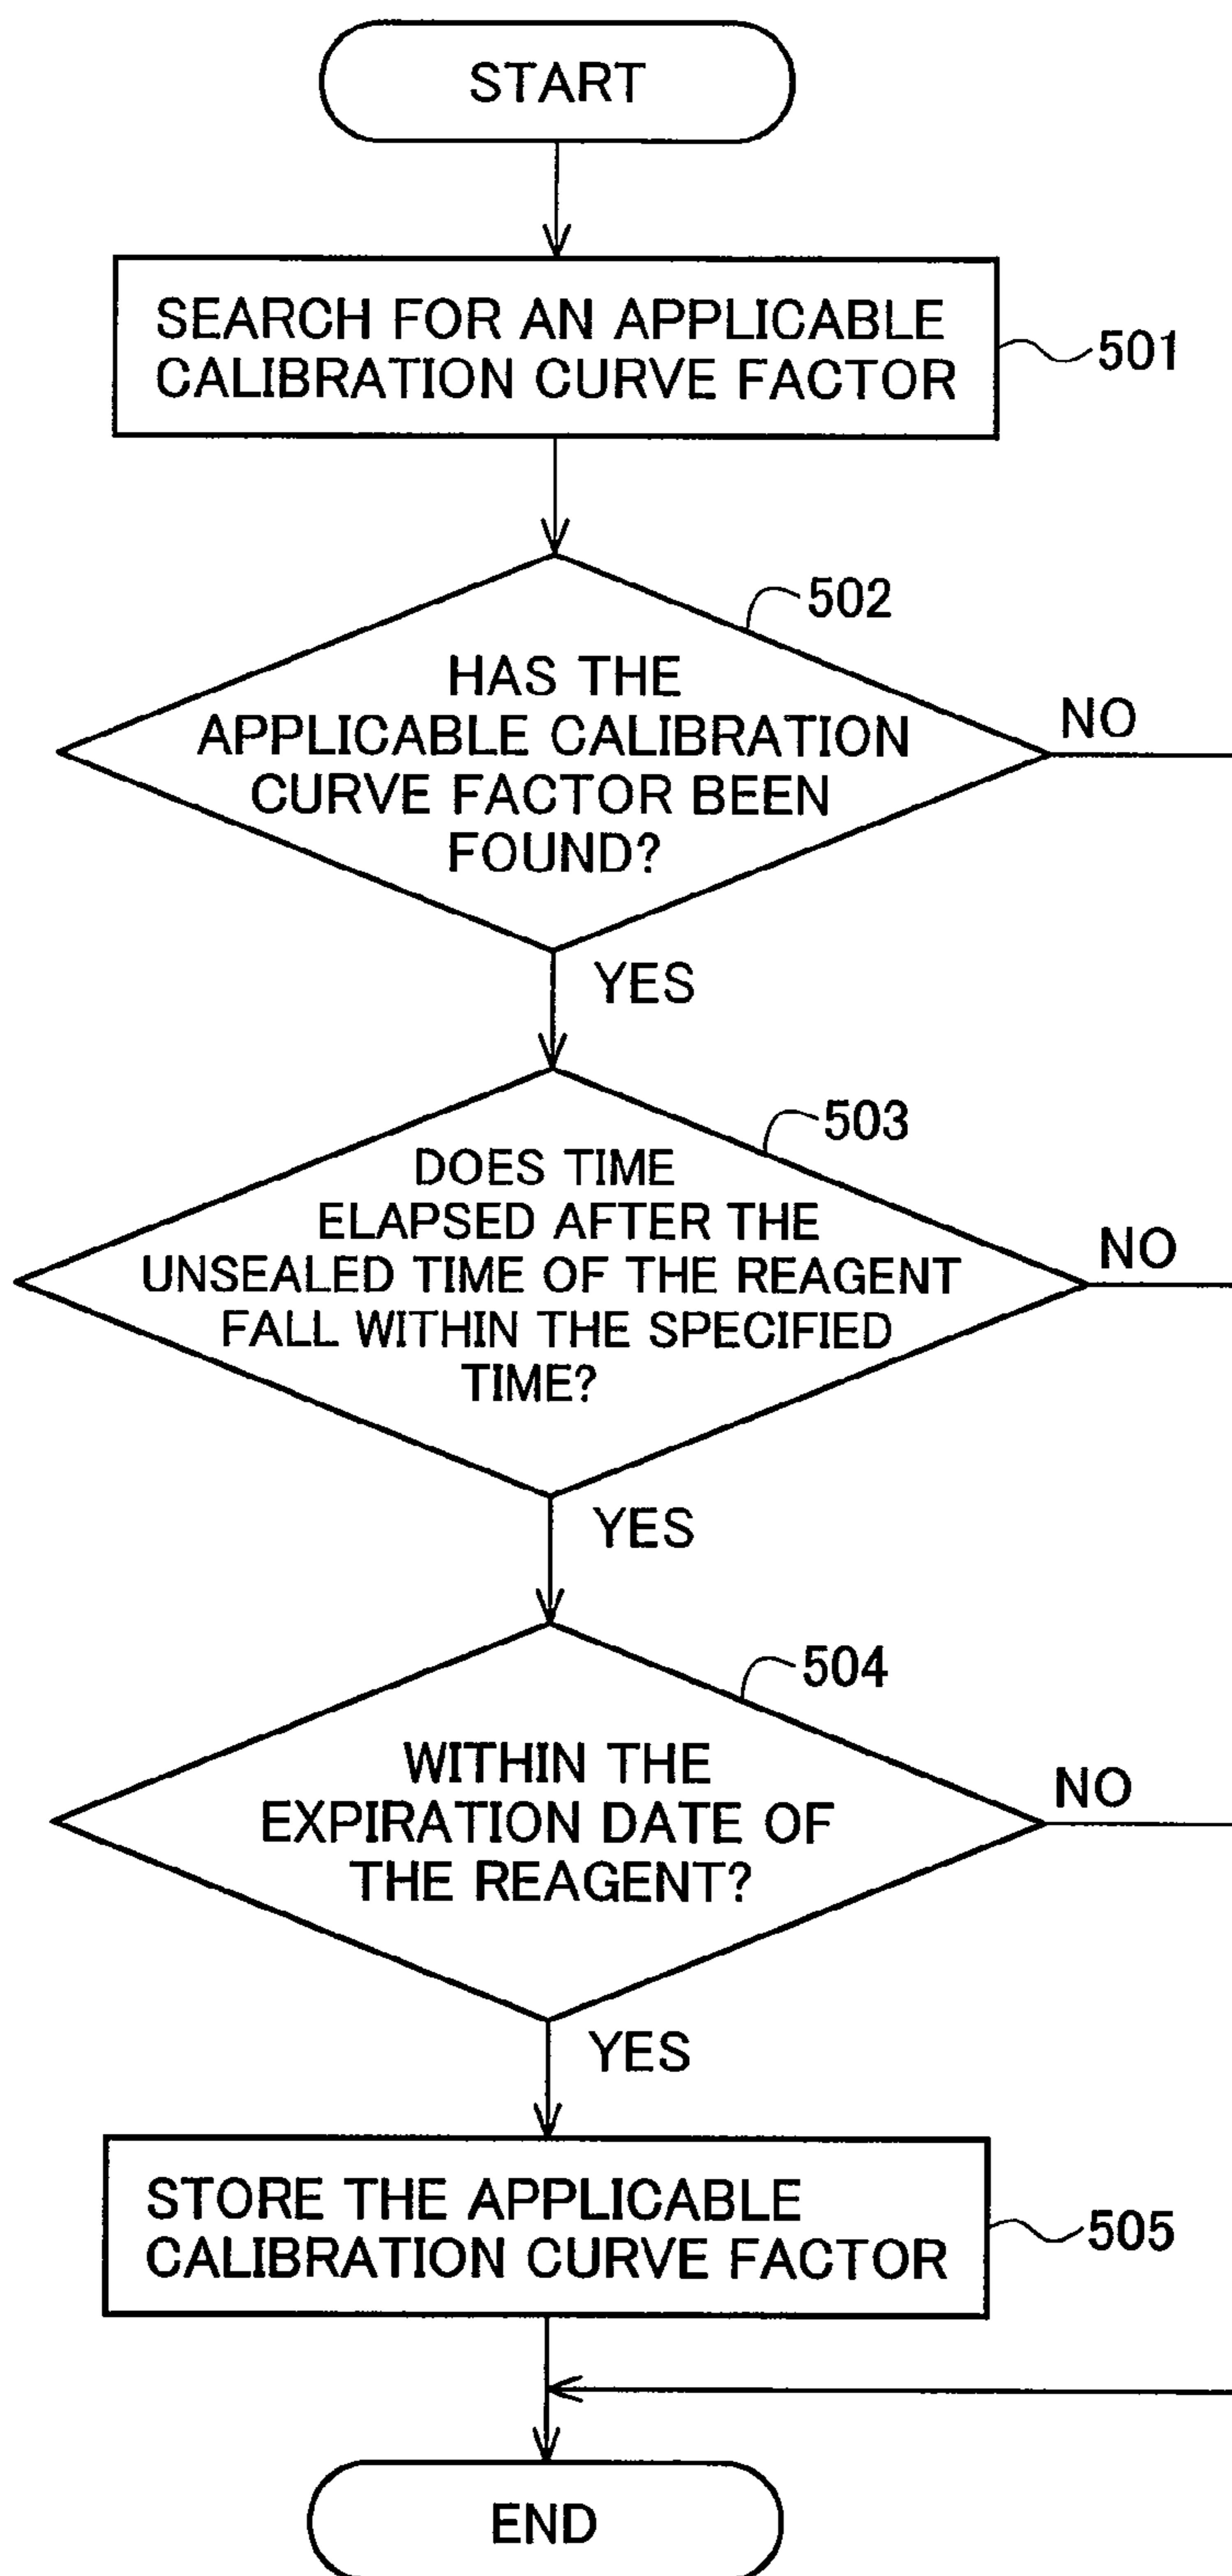 START
SEARCH FOR AN APPLICABLE
CALIBRATION CURVE FACTOR
501
502
HAS THE
APPLICABLE CALIBRATION
CURVE FACTOR BEEN
FOUND?
NO
YES
503
DOES TIME
ELAPSED AFTER THE
UNSEALED TIME OF THE REAGENT
FALL WITHIN THE SPECIFIED
TIME?
NO
YES
504
WITHIN THE
EXPIRATION DATE OF
THE REAGENT?
NO
YES
STORE THE APPLICABLE
CALIBRATION CURVE FACTOR
505
END